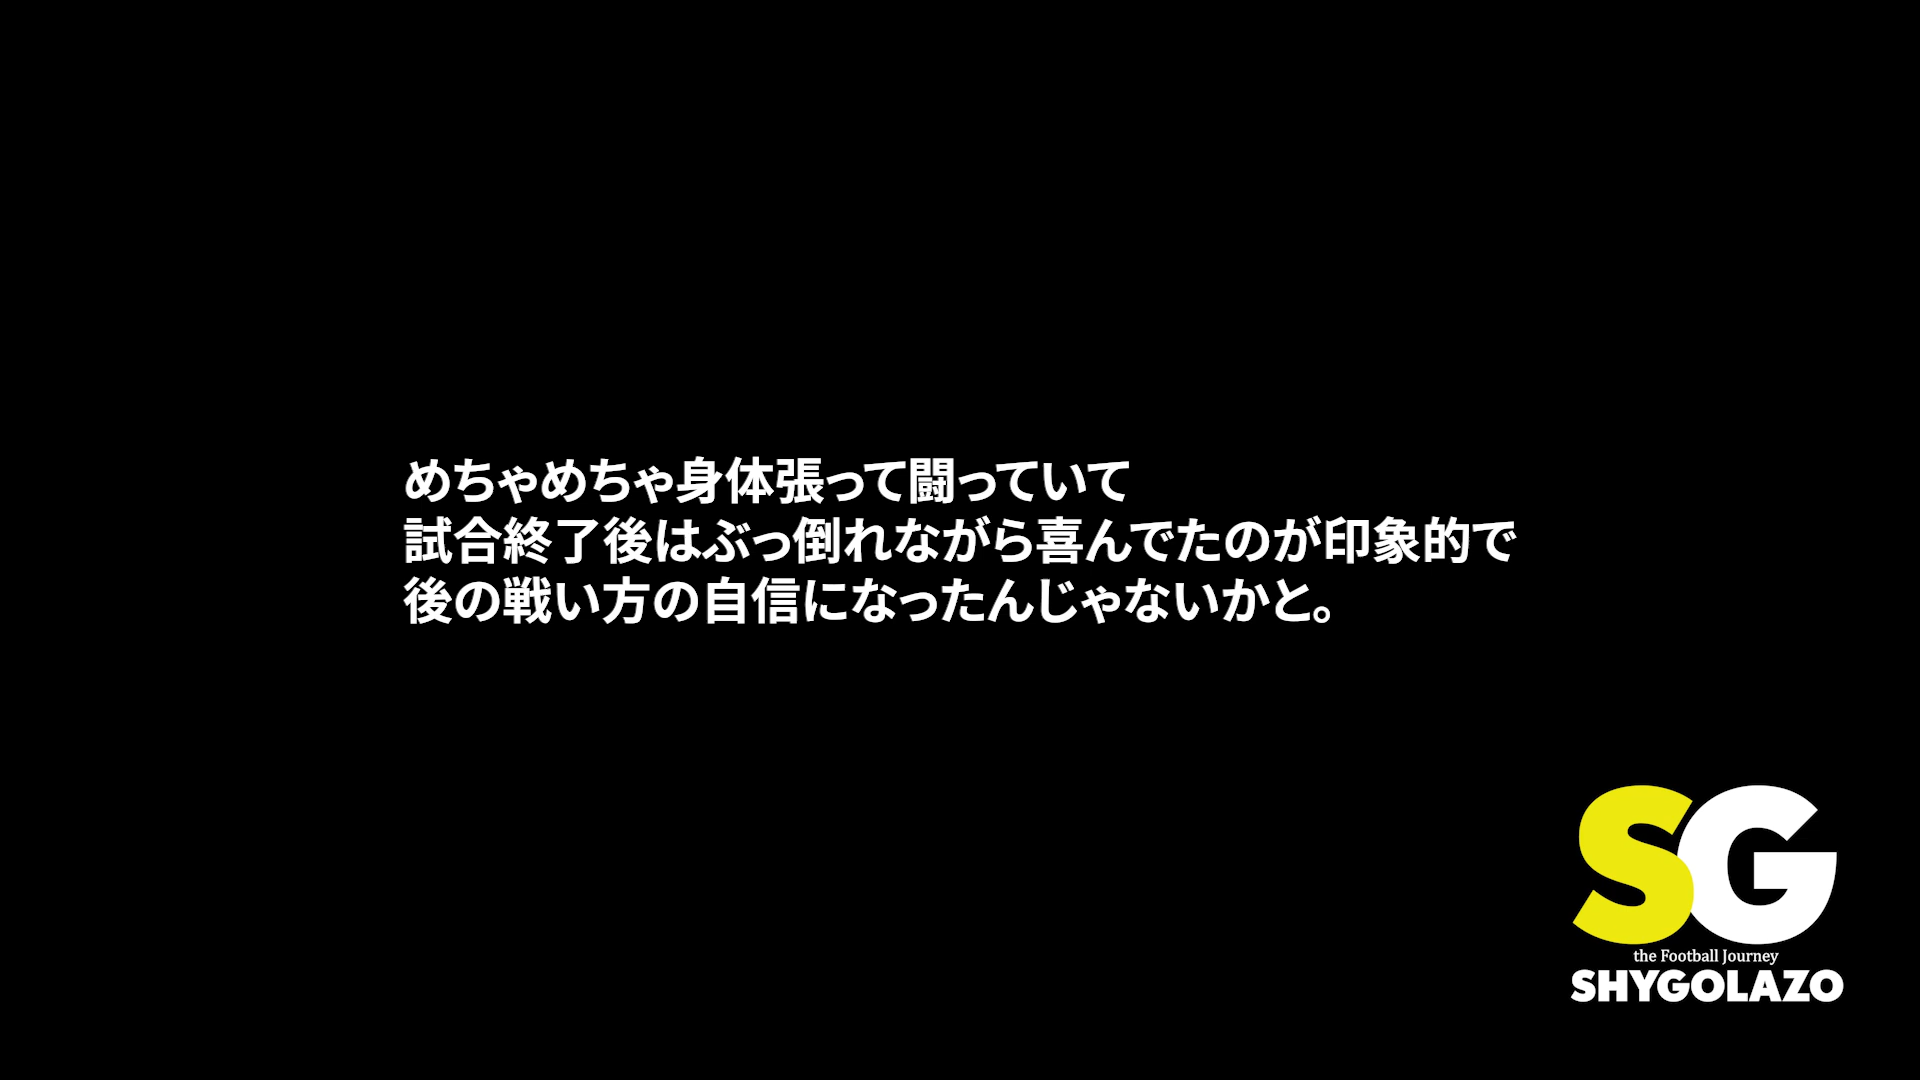 めちゃめちゃ身体張って闘っていて
試合終了後はぶっ倒れながら喜んでたのが印象的で
後の戦い方の自信になったんじゃないかと。
SG
the Football Journey
SHYGOLAZO